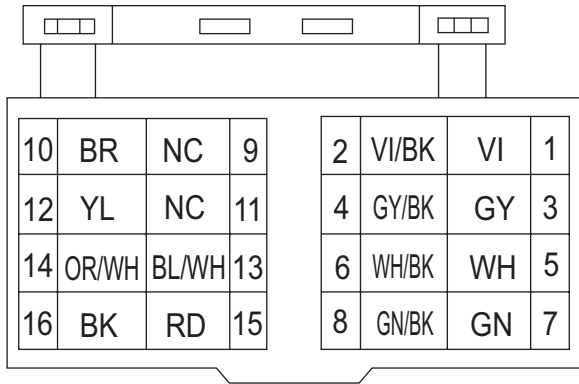 10 BR NC 9 2 VI/BK VI 1
12 YL NC 11 4 GY/BK GY 3
14 OR/WH BL/WH 13 6 WH/BK WH 5
16 BK RD 15 8 GN/BK GN 7